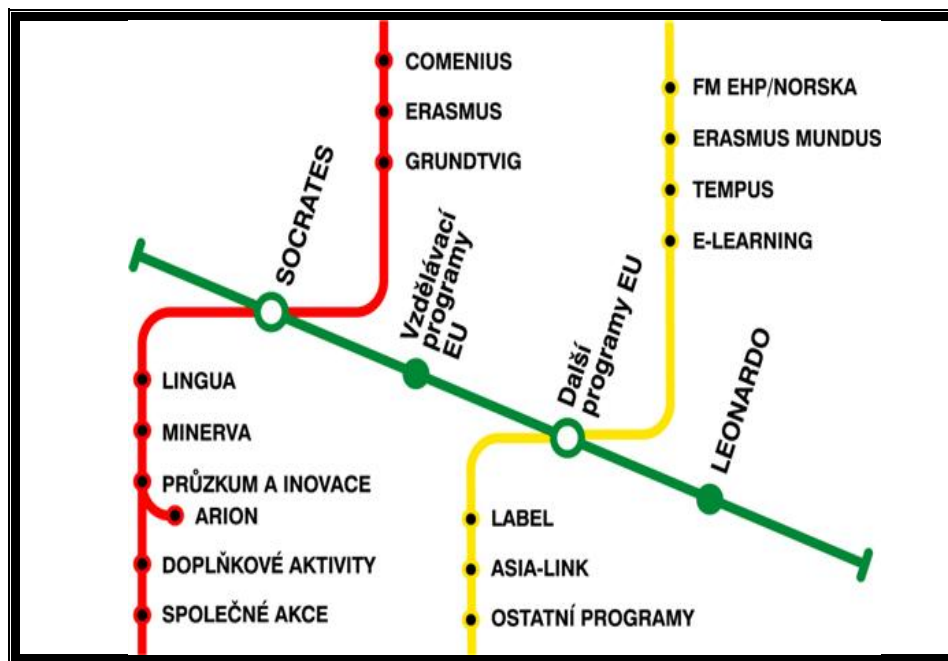 COMENIUS
ERASMUS
GRUNDTVIG
FM EHP/NORSKA
ERASMUS MUNDUS
TEMPUS
E-LEARNING
SOCRATES
Vzdělávací
programy
EU
Další
programy EU
LEONARDO
LINGUA
MINERVA
PRŮZKUM A INOVACE
ARION
DOPLŇKOVÉ AKTIVITY
SPOLEČNÉ AKCE
LABEL
ASIA-LINK
OSTATNÍ PROGRAMY